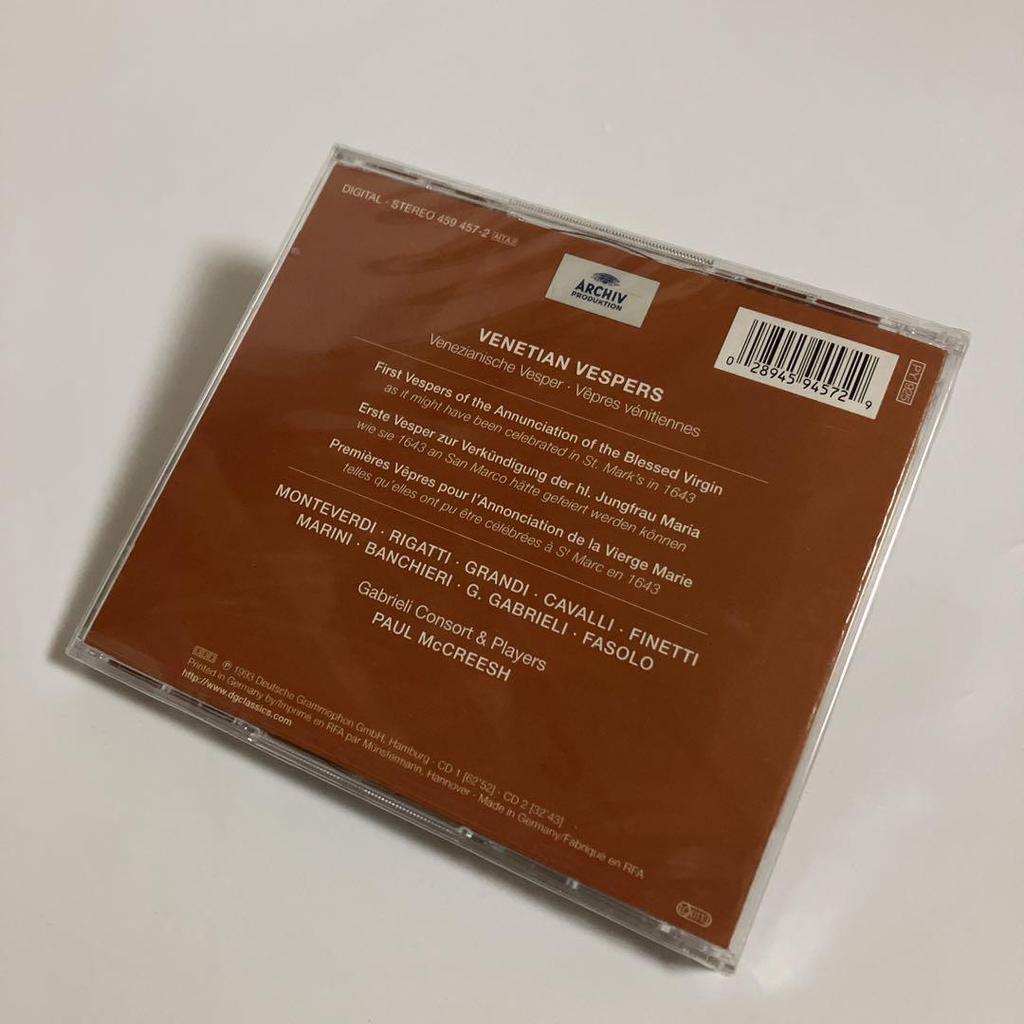 DIGITAL · STEREO 459 457-2
ARCHIV
PRODUKTION
0 28945 94572 9
VENETIAN VESPERS
Venezianische Vesper · Vêpres vénitiennes
First Vespers of the Annunciation of the Blessed Virgin
as it might have been celebrated in St. Mark's in 1643
Erste Vesper zur Verkündigung der hl. Jungfrau Maria
wie sie 1643 an San Marco hätte gefeiert werden können
Premières Vêpres pour l'Annonciation de la Vierge Marie
telles qu'elles ont pu être célébrées à St Marc en 1643
MONTEVERDI · RIGATTI · GRANDI · CAVALLI · FINETTI
MARINI · BANCHIERI · G. GABRIELI · FASOLO
Gabrieli Consort & Players
PAUL McCREESH
℗ 1993 Deutsche Grammophon GmbH, Hamburg · CD 1 [62'52] · CD 2 [32'43]
Printed in Germany by/Imprimé en RFA par Münstermann, Hannover · Made in Germany/Fabriqué en RFA
http://www.dgclassics.com